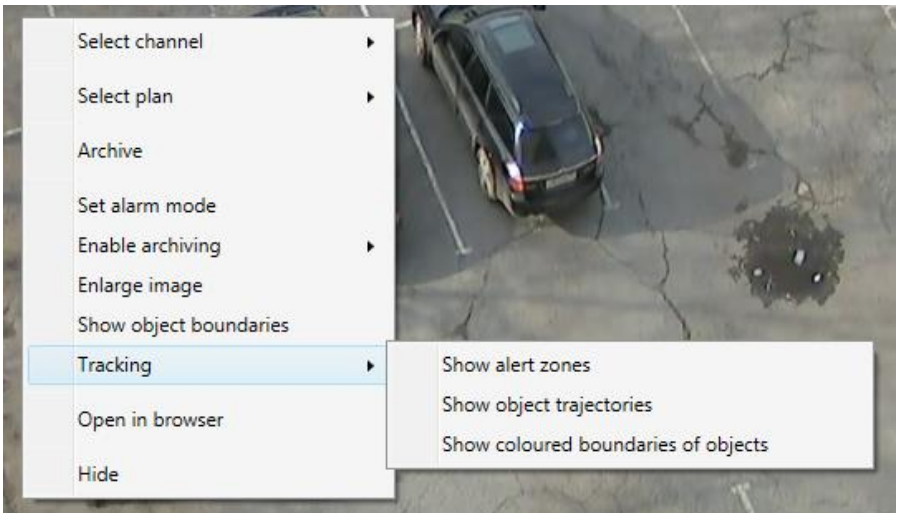 Select channel
Select plan
Archive
Set alarm mode
Enable archiving
Enlarge image
Show object boundaries
Tracking
Open in browser
Hide
Show alert zones
Show object trajectories
Show coloured boundaries of objects